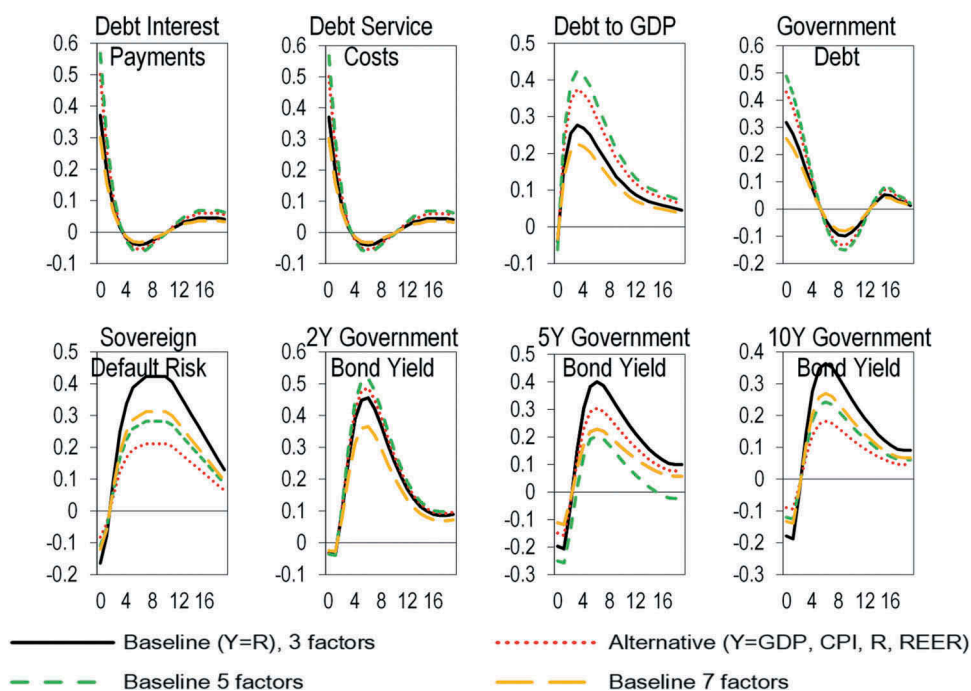 Debt Interest
Payments
0.6
0.5
0.4
0.3
0.2
0.1
0
-0.1
0 4 8 12 16
Debt Service
Costs
0.6
0.5
0.4
0.3
0.2
0.1
0
-0.1
0 4 8 12 16
Debt to GDP
0.5
0.4
0.3
0.2
0.1
0
-0.1
0 4 8 12 16
Government
Debt
0.6
0.5
0.4
0.3
0.2
0.1
0
-0.1
-0.2
0 4 8 12 16
Sovereign
Default Risk
0.5
0.4
0.3
0.2
0.1
0
-0.1
-0.2
0 4 8 12 16
2Y Government
Bond Yield
0.6
0.5
0.4
0.3
0.2
0.1
0
-0.1
0 4 8 12 16
5Y Government
Bond Yield
0.5
0.4
0.3
0.2
0.1
0
-0.1
-0.2
-0.3
0 4 8 12 16
10Y Government
Bond Yield
0.4
0.3
0.2
0.1
0
-0.1
-0.2
-0.3
0 4 8 12 16
Baseline (Y=R), 3 factors
Alternative (Y=GDP, CPI, R, REER)
Baseline 5 factors
Baseline 7 factors